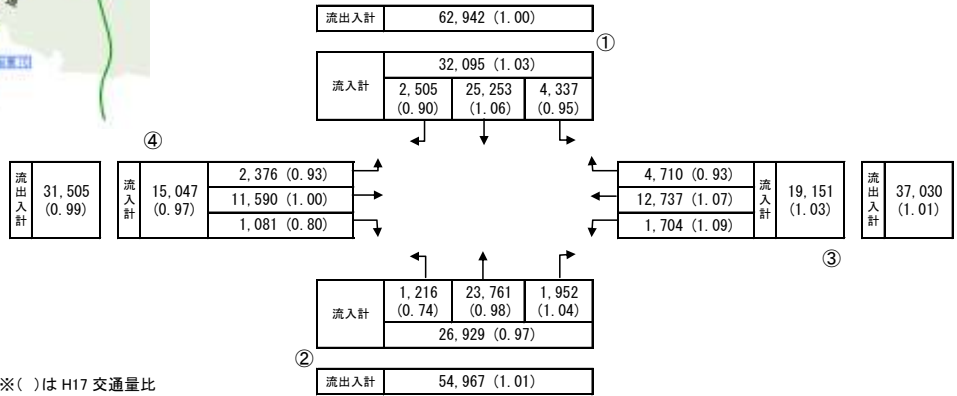 流出入計 62,942 (1.00)
①
流入計 32,095 (1.03)
2,505 25,253 4,337
(0.90) (1.06) (0.95)
④
流出入計 31,505 (0.99)
流入計 15,047 (0.97)
2,376 (0.93)
11,590 (1.00)
1,081 (0.80)
4,710 (0.93)
12,737 (1.07)
1,704 (1.09)
流入計 19,151 (1.03)
流出入計 37,030 (1.01)
③
流入計
1,216 23,761 1,952
(0.74) (0.98) (1.04)
26,929 (0.97)
②
流出入計 54,967 (1.01)
※( )は H17 交通量比